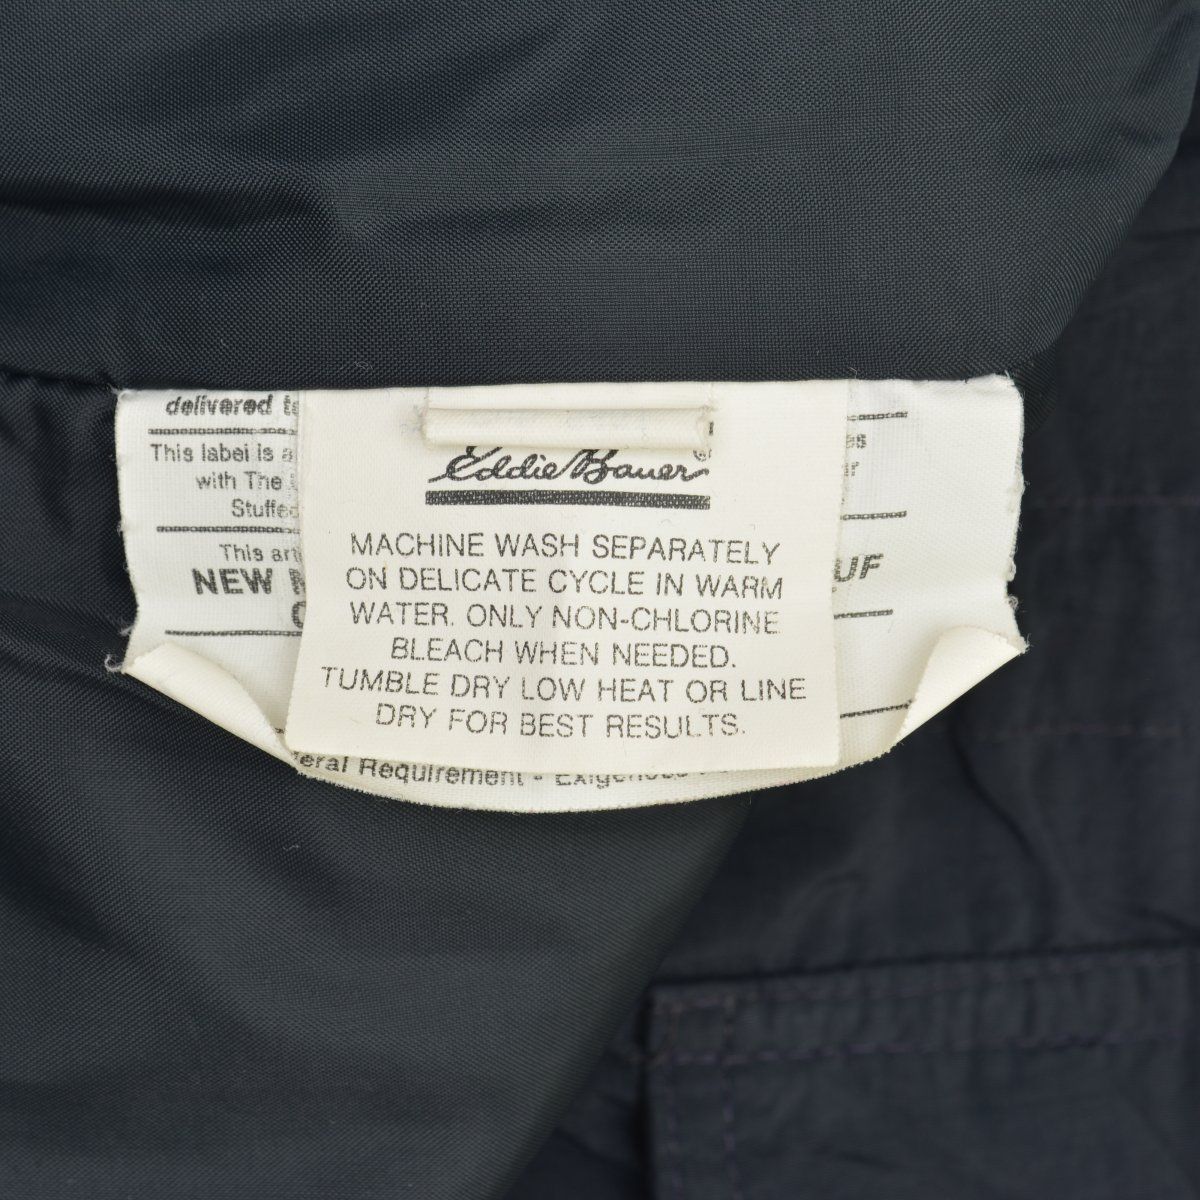 delivered
This label is
with The
Stuffed
This
NEW
Eddie Bauer®
MACHINE WASH SEPARATELY
ON DELICATE CYCLE IN WARM
WATER. ONLY NON-CHLORINE
BLEACH WHEN NEEDED.
TUMBLE DRY LOW HEAT OR LINE
DRY FOR BEST RESULTS.
UF
Requirement -